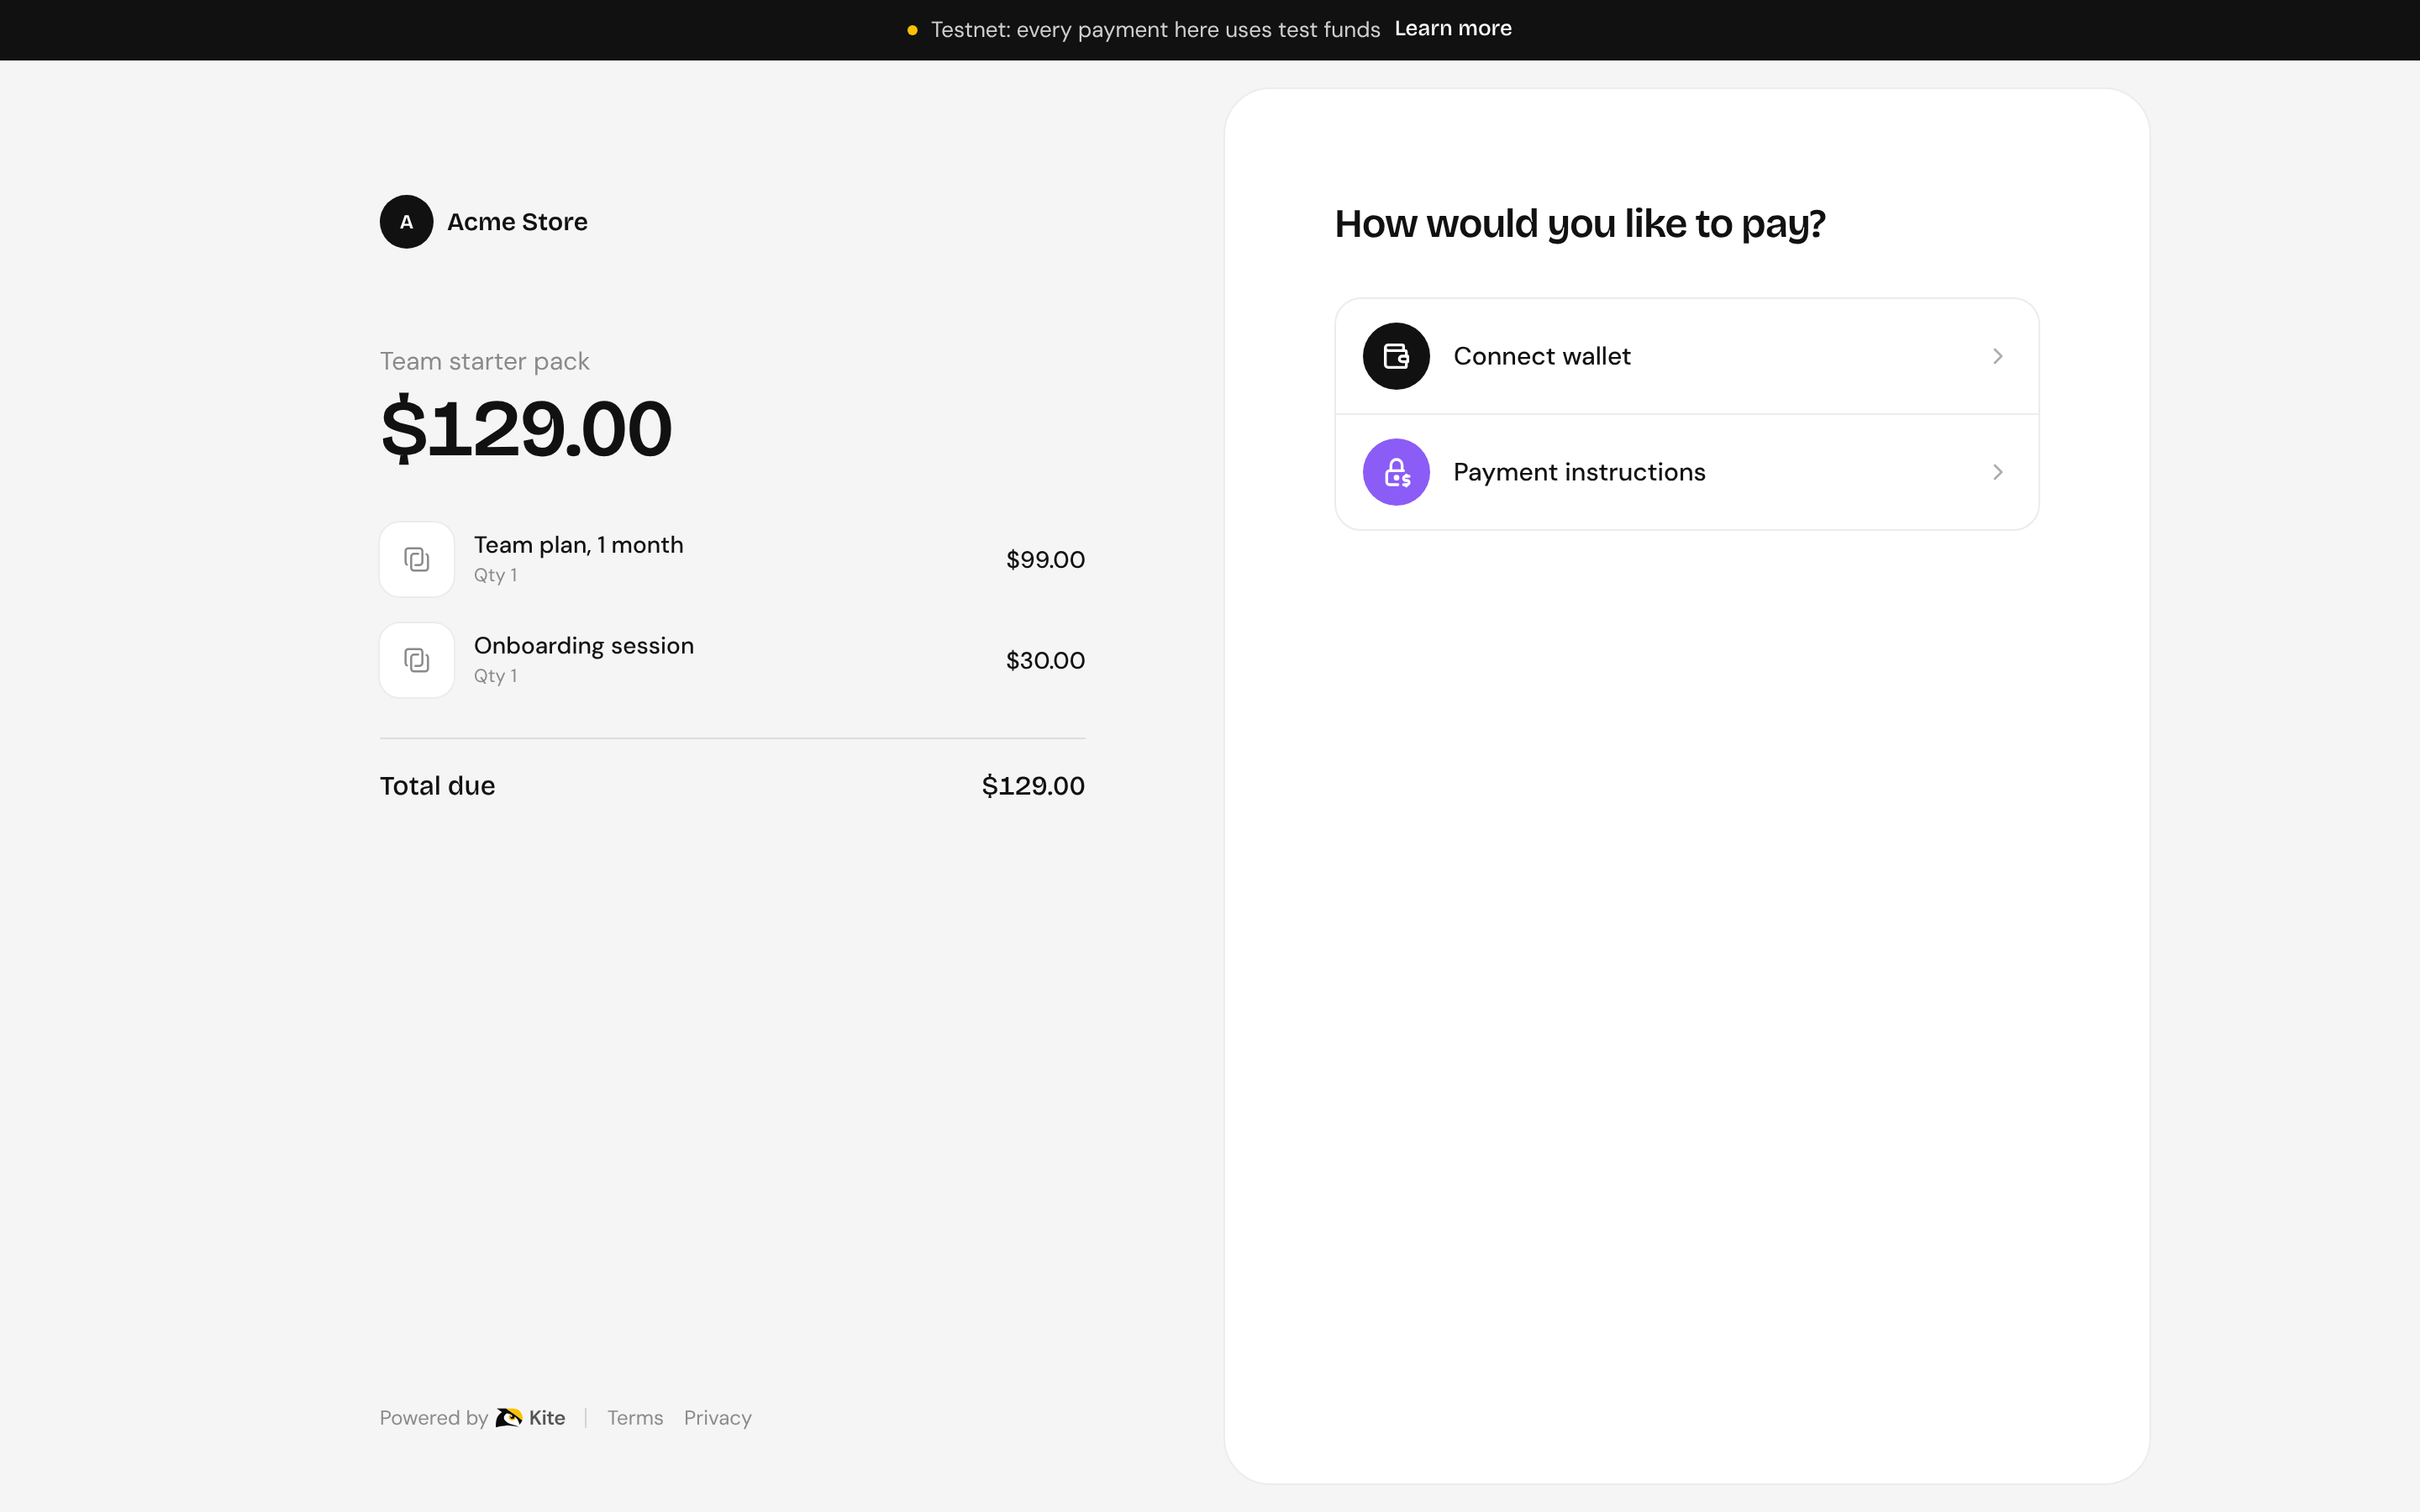 Testnet: every payment here uses test funds Learn more
A Acme Store
Team starter pack
$129.00
Team plan, 1 month
Qty 1
$99.00
Onboarding session
Qty 1
$30.00
Total due $129.00
Powered by Kite | Terms Privacy
How would you like to pay?
Connect wallet
Payment instructions